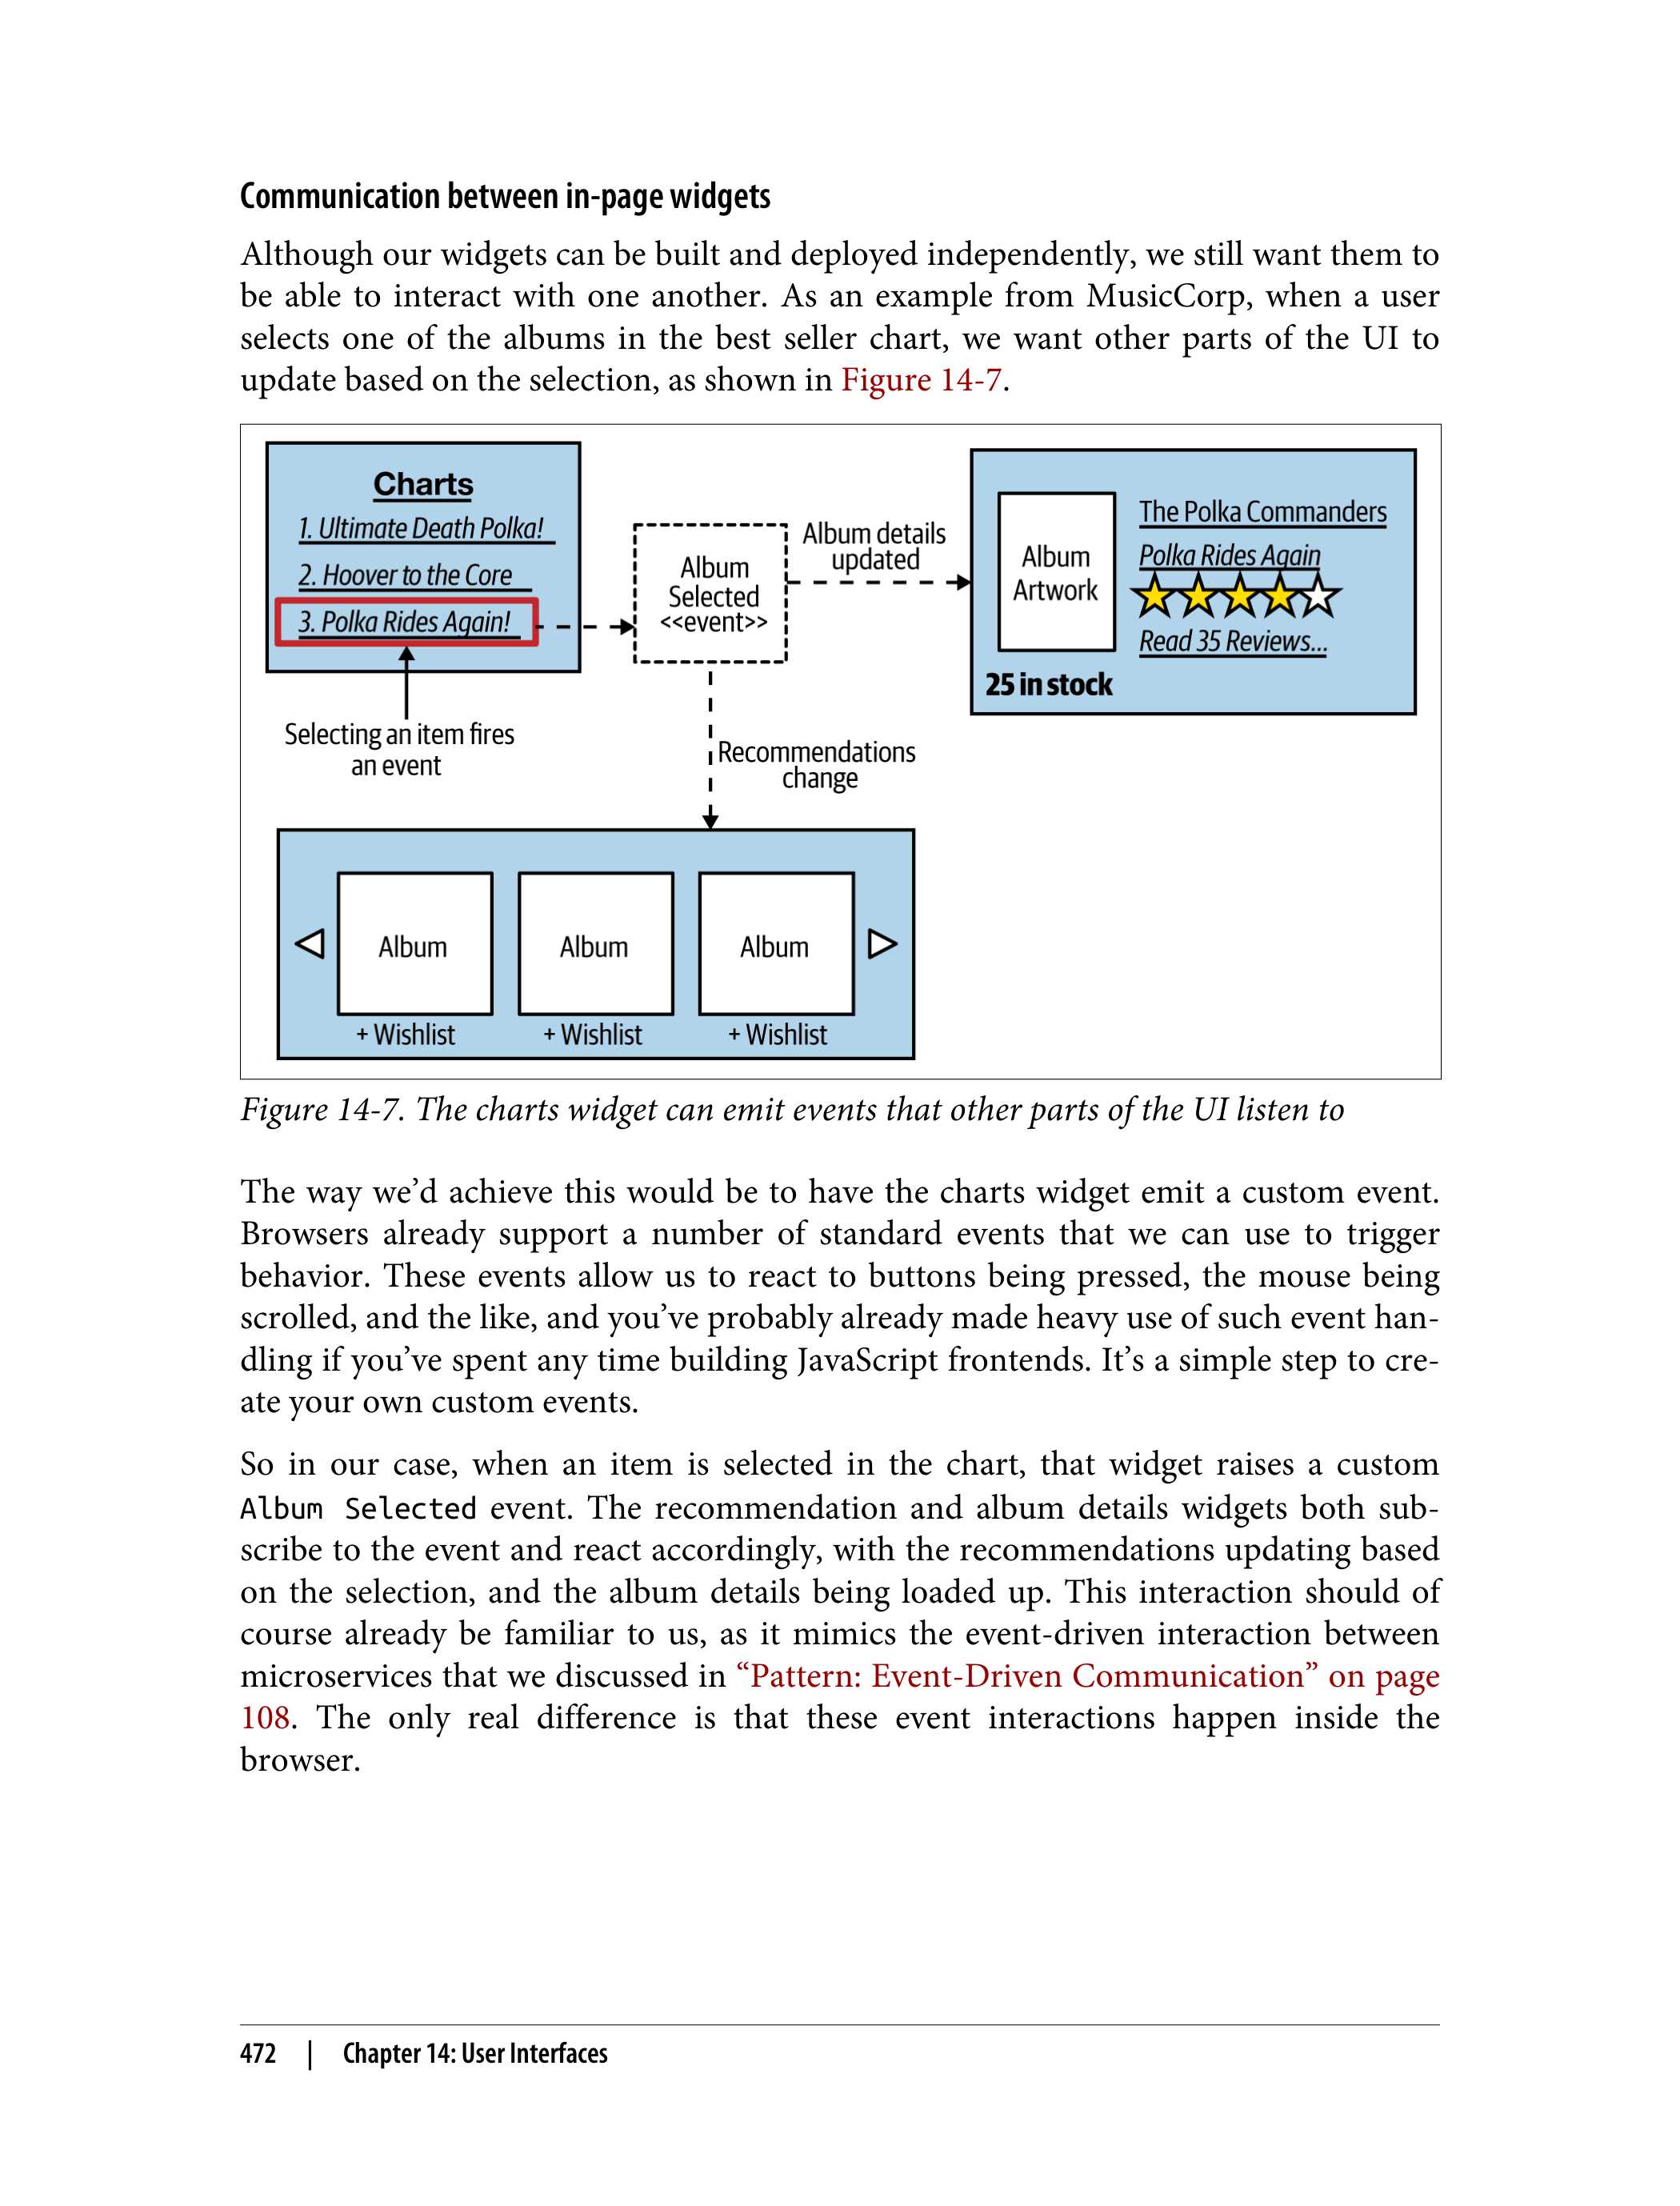 Communication between in-page widgets
Although our widgets can be built and deployed independently, we still want them to
be able to interact with one another. As an example from MusicCorp, when a user
selects one of the albums in the best seller chart, we want other parts of the UI to
update based on the selection, as shown in Figure 14-7.
Charts
1. Ultimate Death Polka!
2. Hoover to the Core
3. Polka Rides Again!
Selecting an item fires
an event
Album
Selected
<<event>>
Album details
updated
Album
Artwork
The Polka Commanders
Polka Rides Again
Read 35 Reviews...
25 in stock
Recommendations
change
Album
Album
Album
+ Wishlist
+ Wishlist
+ Wishlist
Figure 14-7. The charts widget can emit events that other parts of the UI listen to
The way we’d achieve this would be to have the charts widget emit a custom event.
Browsers already support a number of standard events that we can use to trigger
behavior. These events allow us to react to buttons being pressed, the mouse being
scrolled, and the like, and you’ve probably already made heavy use of such event han-
dling if you’ve spent any time building JavaScript frontends. It’s a simple step to cre-
ate your own custom events.
So in our case, when an item is selected in the chart, that widget raises a custom
Album Selected event. The recommendation and album details widgets both sub-
scribe to the event and react accordingly, with the recommendations updating based
on the selection, and the album details being loaded up. This interaction should of
course already be familiar to us, as it mimics the event-driven interaction between
microservices that we discussed in “Pattern: Event-Driven Communication” on page
108. The only real difference is that these event interactions happen inside the
browser.
472 | Chapter 14: User Interfaces